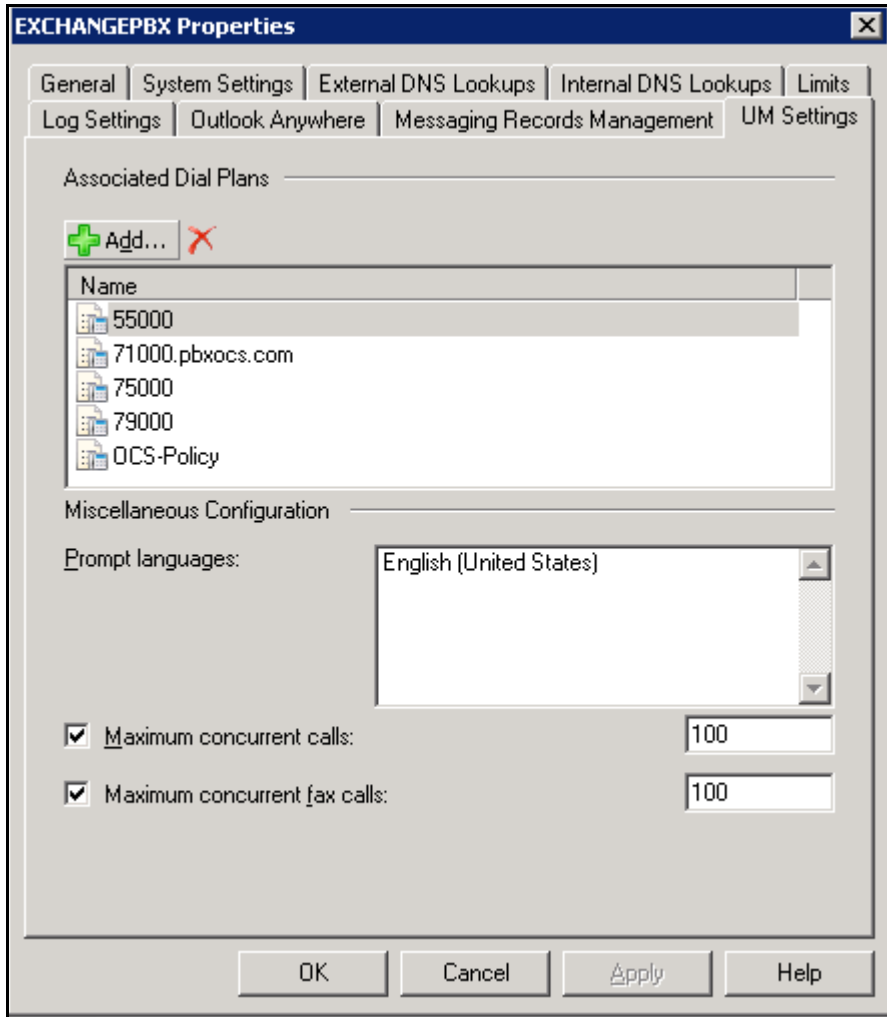 EXCHANGEPBX Properties
General System Settings External DNS Lookups Internal DNS Lookups Limits
Log Settings Outlook Anywhere Messaging Records Management UM Settings
Associated Dial Plans
Add...
Name
55000
71000.pbxocs.com
75000
79000
OCS-Policy
Miscellaneous Configuration
Prompt languages: English (United States)
Maximum concurrent calls: 100
Maximum concurrent fax calls: 100
OK Cancel Apply Help